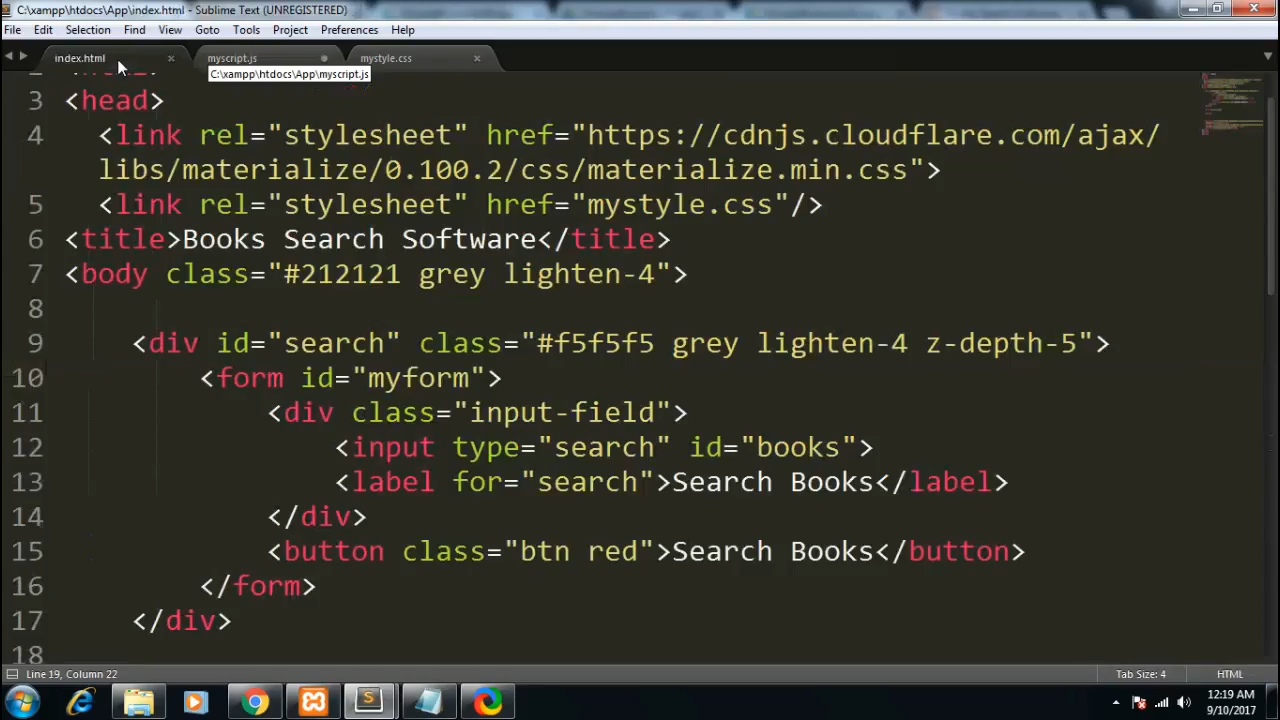 C:\xampp\htdocs\App\index.html - Sublime Text (UNREGISTERED)
File Edit Selection Find View Goto Tools Project Preferences Help
index.html myscript.js mystyle.css
C:\xampp\htdocs\App\myscript.js
3 <head>
4 <link rel="stylesheet" href="https://cdnjs.cloudflare.com/ajax/
libs/materialize/0.100.2/css/materialize.min.css">
5 <link rel="stylesheet" href="mystyle.css"/>
6 <title>Books Search Software</title>
7 <body class="#212121 grey lighten-4">
8
9 <div id="search" class="#f5f5f5 grey lighten-4 z-depth-5">
10 <form id="myform">
11 <div class="input-field">
12 <input type="search" id="books">
13 <label for="search">Search Books</label>
14 </div>
15 <button class="btn red">Search Books</button>
16 </form>
17 </div>
18
Line 19, Column 22 Tab Size: 4 HTML
12:19 AM
9/10/2017